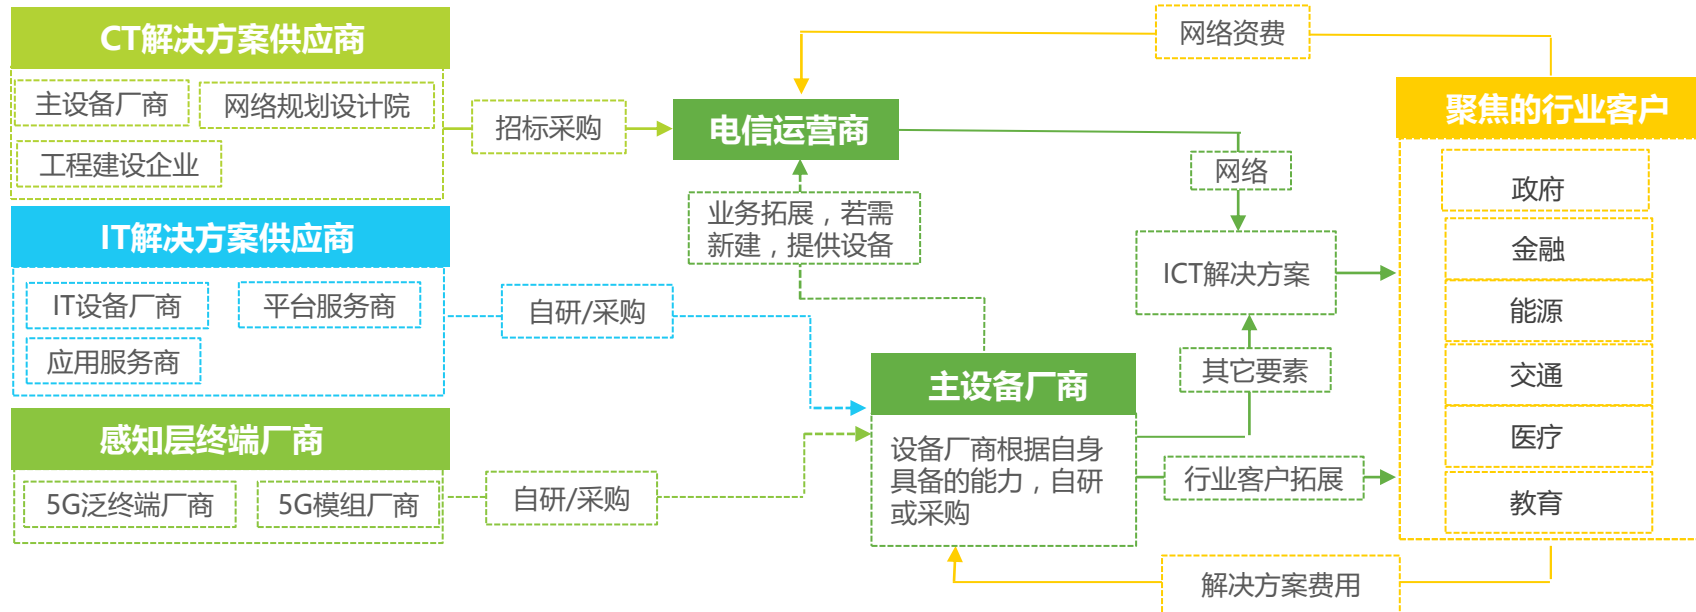 CT解决方案供应商
主设备厂商
网络规划设计院
工程建设企业
招标采购
IT解决方案供应商
IT设备厂商
平台服务商
应用服务商
自研/采购
感知层终端厂商
5G泛终端厂商
5G模组厂商
自研/采购
电信运营商
业务拓展，若需
新建，提供设备
主设备厂商
设备厂商根据自身
具备的能力，自研
或采购
网络资费
网络
ICT解决方案
其它要素
行业客户拓展
解决方案费用
聚焦的行业客户
政府
金融
能源
交通
医疗
教育